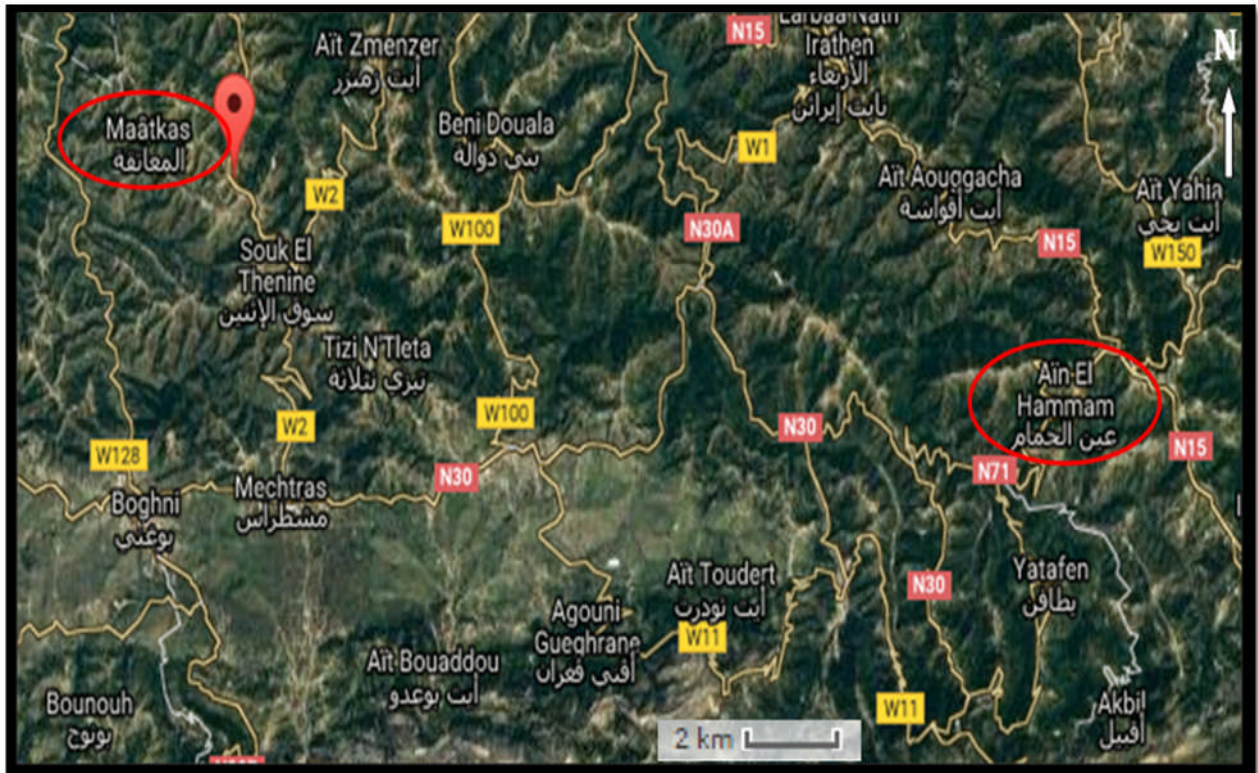 Larbaâ Nath
Irathen
الأربعاء
نايت إيراثن
N15
N
Aït Zmenzer
أيت زمنزر
Maâtkas
المعاتقة
Beni Douala
بني دوالة
W1
Aït Aouggacha
أيت أقواشة
Aït Yahia
أيت يحي
W2
W100
N30A
N15
W150
Souk El
Thenine
سوق الإثنين
Tizi N'Tleta
تيزي نثلاثة
Aïn El
Hammam
عين الحمام
W100
W2
N30
N15
W128
N30
N71
Boghni
بوغني
Mechtras
مشطراس
Aït Toudert
أيت تودرت
Yatafen
يطافن
N30
Agouni
Gueghrane
أقني قغران
W11
Aït Bouaddou
أيت بوعدو
Bounouh
بونوح
W11
Akbil
أقبيل
2 km